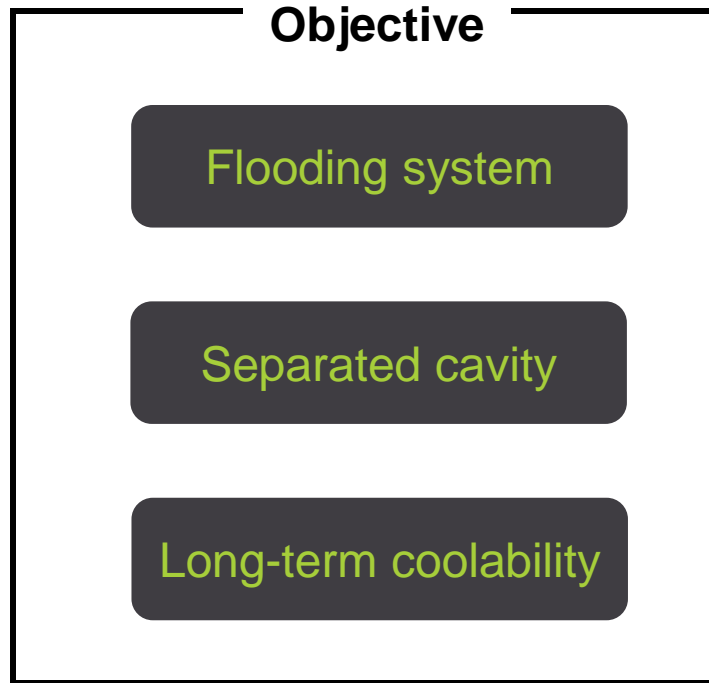 Objective
Flooding system
Separated cavity
Long-term coolability